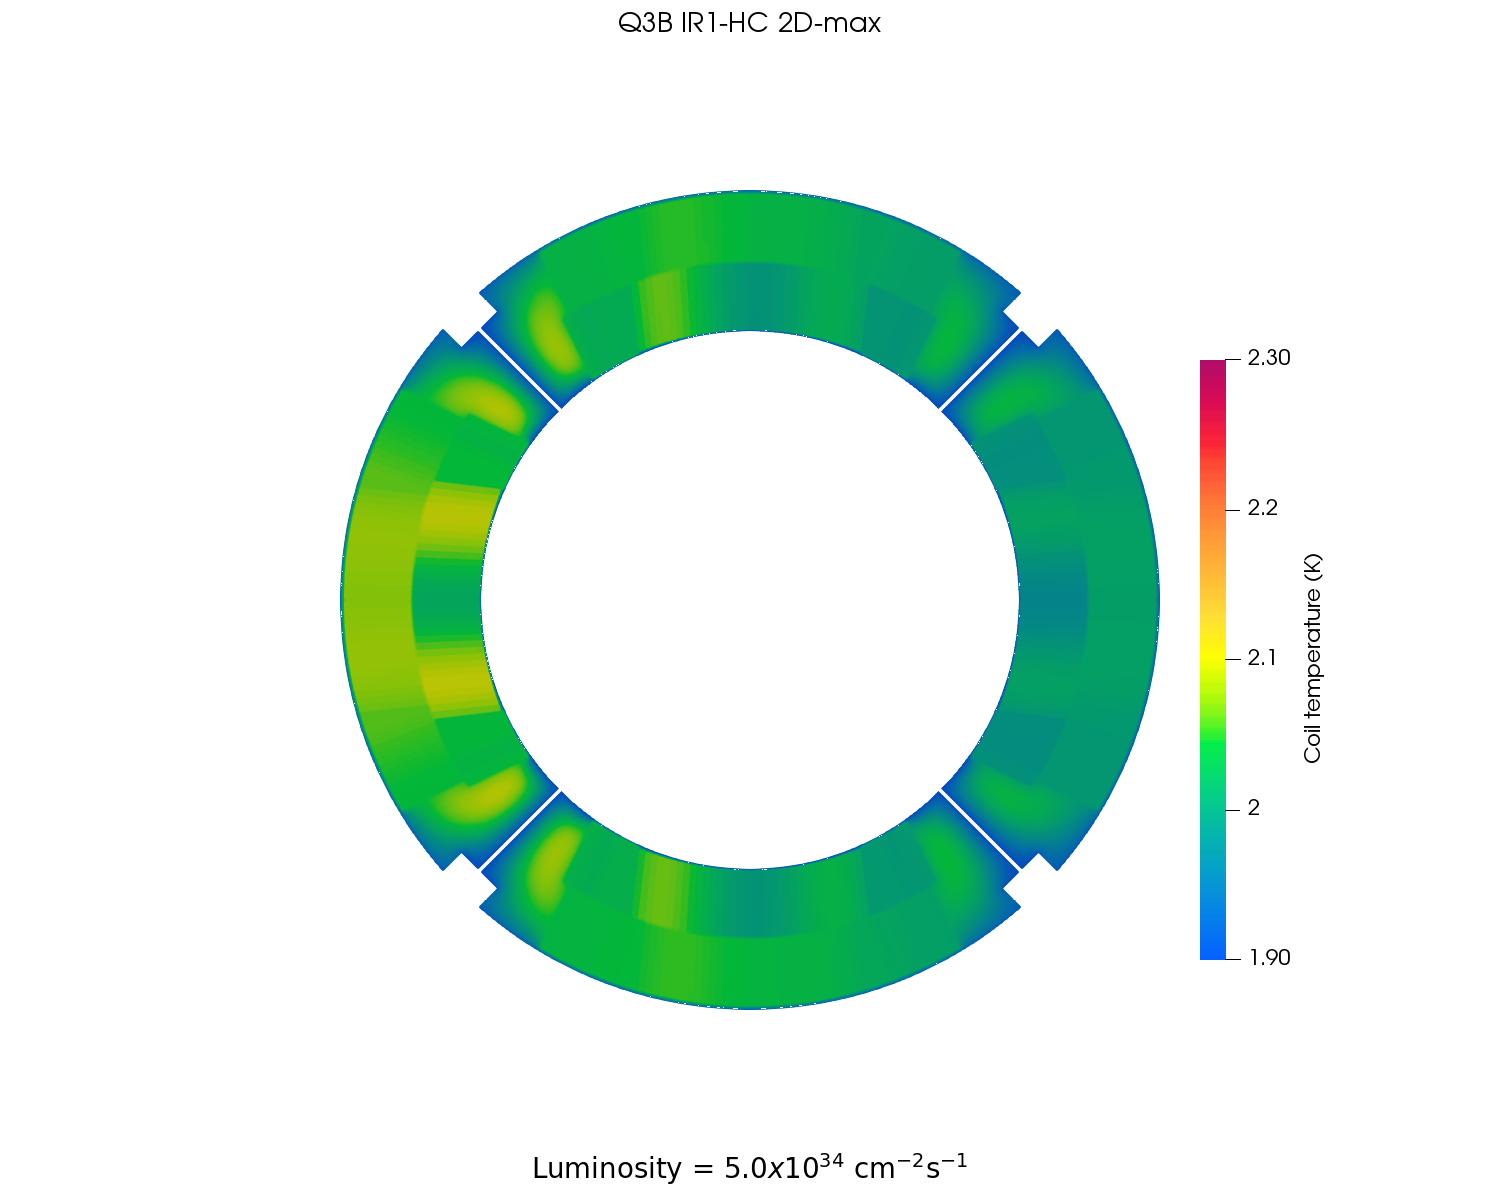 Q3B IR1-HC 2D-max
2.30
2.2
2.1
2
1.90
Coil temperature (K)
Luminosity = 5.0x10³⁴ cm⁻²s⁻¹